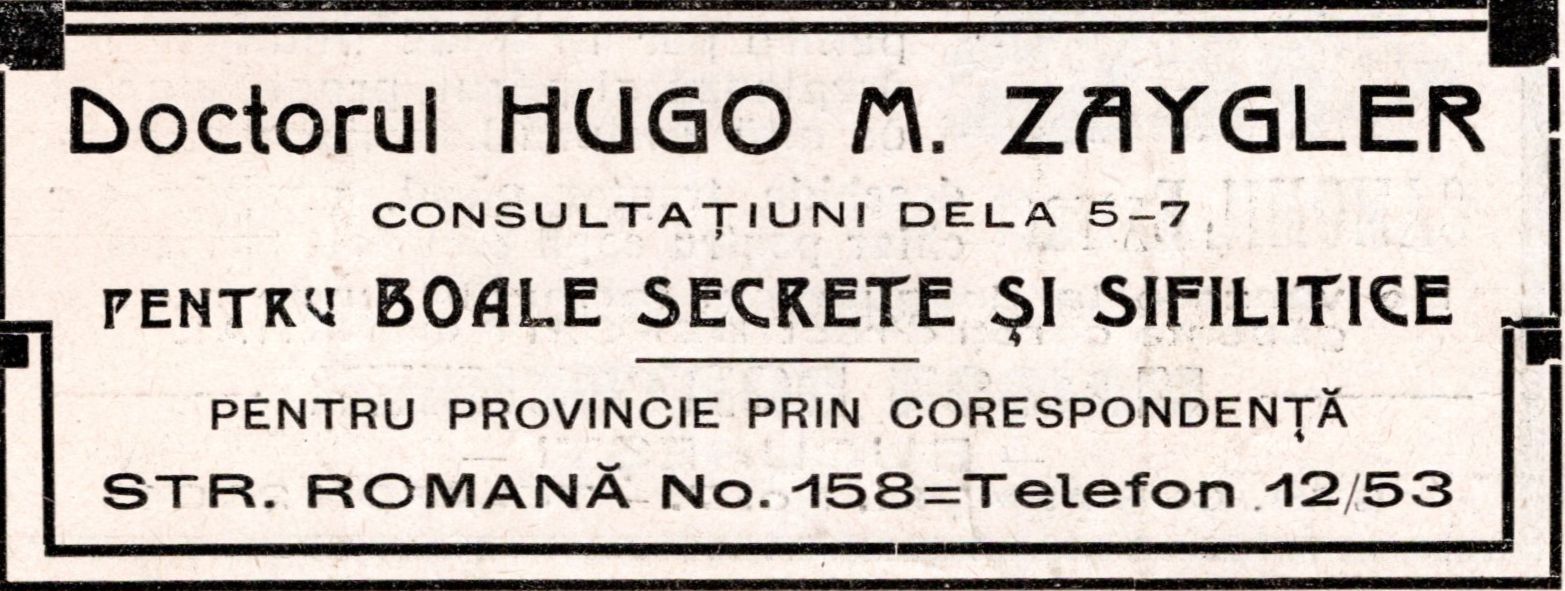 Doctorul HUGO M. ZAYGLER
CONSULTAȚIUNI DELA 5-7
PENTRU BOALE SECRETE ȘI SIFILITICE
PENTRU PROVINCIE PRIN CORESPONDENȚĂ
STR. ROMANĂ No. 158=Telefon 12/53